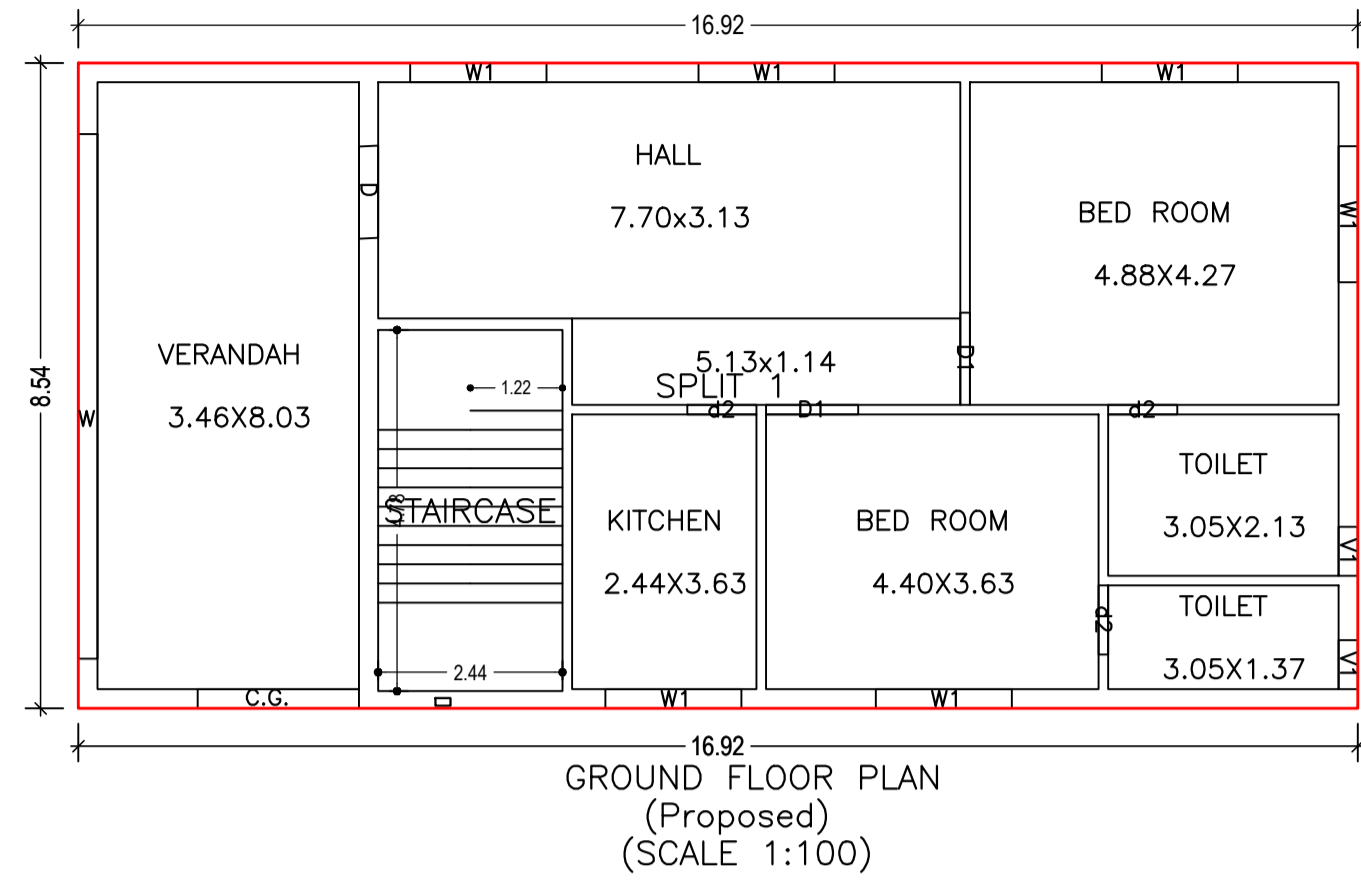 16.92
W1
W1
W1
HALL
7.70x3.13
D
BED ROOM
4.88X4.27
W1
8.54
VERANDAH
3.46X8.03
W
5.13x1.14
SPLIT 1
D1
1.22
d2
D1
d2
STAIRCASE
KITCHEN
2.44X3.63
BED ROOM
4.40X3.63
TOILET
3.05X2.13
V1
TOILET
3.05X1.37
d2
V1
2.44
C.G.
D
W1
W1
16.92
GROUND FLOOR PLAN
(Proposed)
(SCALE 1:100)